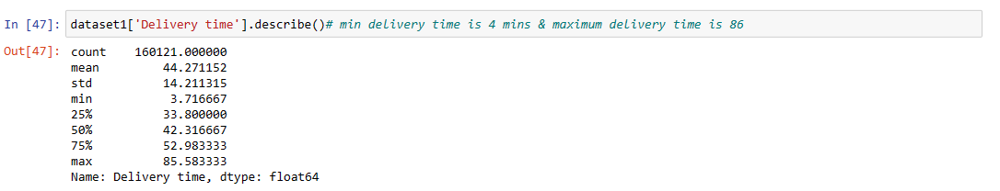 In [47]: dataset1['Delivery time'].describe()# min delivery time is 4 mins & maximum delivery time is 86
Out[47]: count    160121.000000
mean         44.271152
std          14.211315
min           3.716667
25%          33.800000
50%          42.316667
75%          52.983333
max          85.583333
Name: Delivery time, dtype: float64